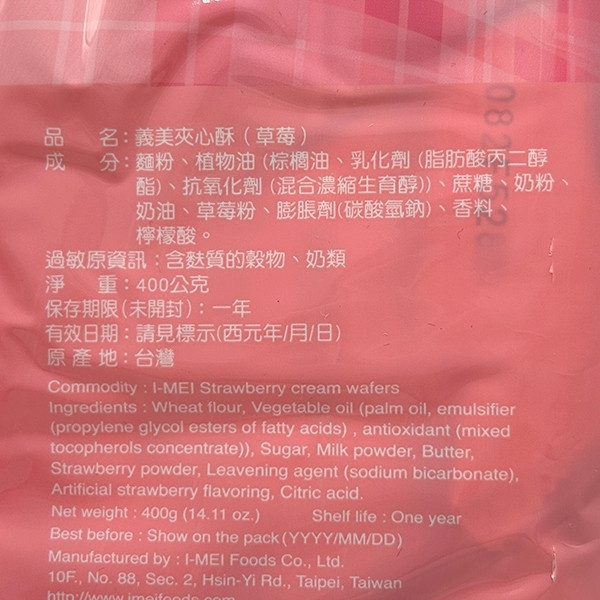 品　　名：義美夾心酥（草莓）
成　　分：麵粉、植物油（棕櫚油、乳化劑（脂肪酸丙二醇
酯）、抗氧化劑（混合濃縮生育醇））、蔗糖、奶粉、
奶油、草莓粉、膨脹劑(碳酸氫鈉)、香料、
檸檬酸。
過敏原資訊：含麩質的穀物、奶類
淨　　重：400公克
保存期限(未開封)：一年
有效日期：請見標示(西元年/月/日)
原 產 地：台灣
Commodity : I-MEI Strawberry cream wafers
Ingredients : Wheat flour, Vegetable oil (palm oil, emulsifier
(propylene glycol esters of fatty acids) , antioxidant (mixed
tocopherols concentrate)), Sugar, Milk powder, Butter,
Strawberry powder, Leavening agent (sodium bicarbonate),
Artificial strawberry flavoring, Citric acid.
Net weight : 400g (14.11 oz.)　　Shelf life : One year
Best before : Show on the pack(YYYY/MM/DD)
Manufactured by : I-MEI Foods Co., Ltd.
10F., No. 88, Sec. 2, Hsin-Yi Rd., Taipei, Taiwan
http://www.imeifoods.com